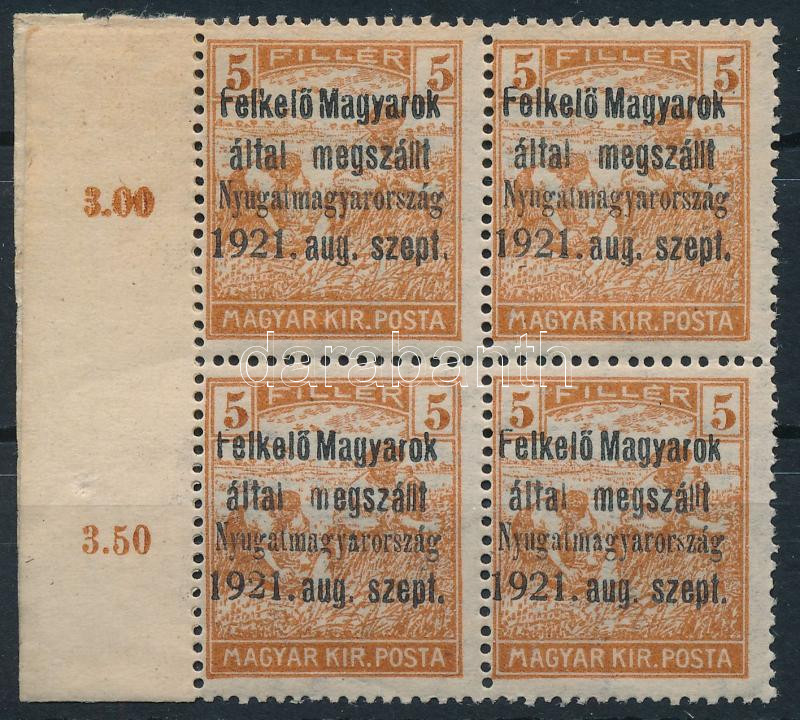 5 FILLÉR 5 5 FILLÉR 5
Felkelő Magyarok Felkelő Magyarok
által megszállt által megszállt
3.00 Nyugatmagyarország Nyugatmagyarország
1921. aug. szept. 1921. aug. szept.
MAGYAR KIR. POSTA MAGYAR KIR. POSTA
darabanth
5 FILLÉR 5 5 FILLÉR 5
Felkelő Magyarok Felkelő Magyarok
által megszállt által megszállt
3.50 Nyugatmagyarország Nyugatmagyarország
1921. aug. szept. 1921. aug. szept.
MAGYAR KIR. POSTA MAGYAR KIR. POSTA